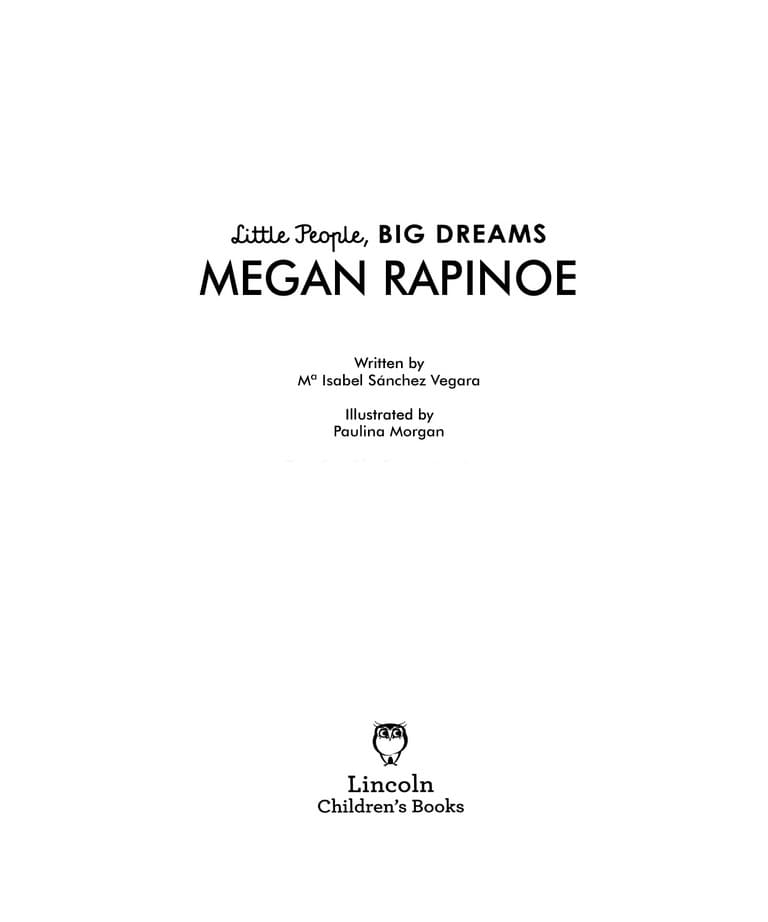 Little People, BIG DREAMS
MEGAN RAPINOE
Written by
Mª Isabel Sánchez Vegara
Illustrated by
Paulina Morgan
Lincoln
Children's Books